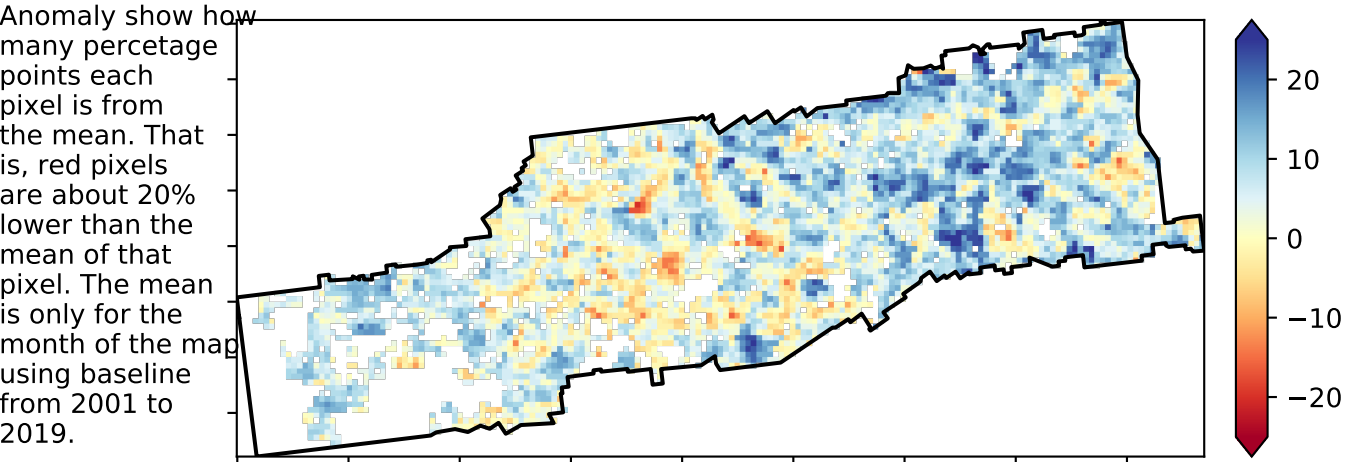 Anomaly show how
many percetage
points each
pixel is from
the mean. That
is, red pixels
are about 20%
lower than the
mean of that
pixel. The mean
is only for the
month of the map
using baseline
from 2001 to
2019.
20
10
0
−10
−20